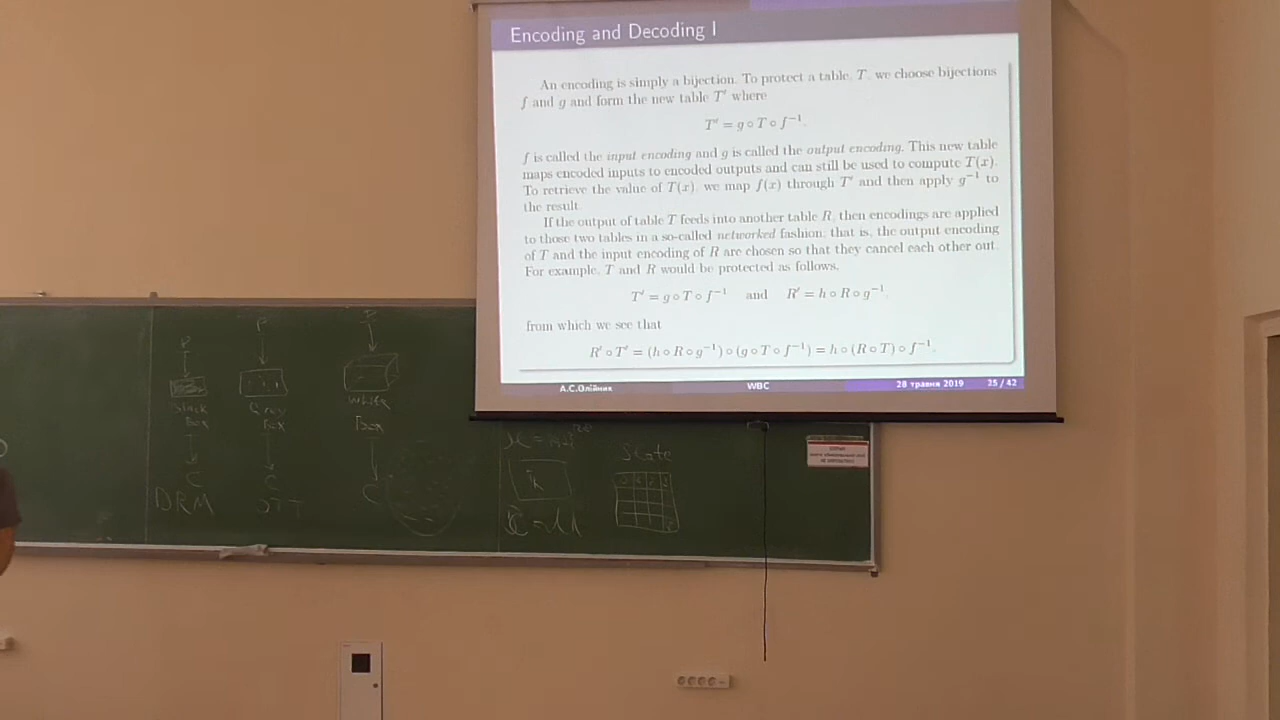 Encoding and Decoding I
An encoding is simply a bijection. To protect a table, T, we choose bijections
f and g and form the new table T′ where
T′ = g ∘ T ∘ f⁻¹.
f is called the input encoding and g is called the output encoding. This new table
maps encoded inputs to encoded outputs and can still be used to compute T(x).
To retrieve the value of T(x), we map f(x) through T′ and then apply g⁻¹ to
the result.
If the output of table T feeds into another table R, then encodings are applied
to those two tables in a so-called networked fashion, that is, the output encoding
of T and the input encoding of R are chosen so that they cancel each other out.
For example, T and R would be protected as follows,
T′ = g ∘ T ∘ f⁻¹ and R′ = h ∘ R ∘ g⁻¹,
from which we see that
R′ ∘ T′ = (h ∘ R ∘ g⁻¹) ∘ (g ∘ T ∘ f⁻¹) = h ∘ (R ∘ T) ∘ f⁻¹.
А.С.Олійник WBC 28 травня 2019 25 / 42
P P
Black
Box
Gray
Box
White
Box
C C C
DRM
State